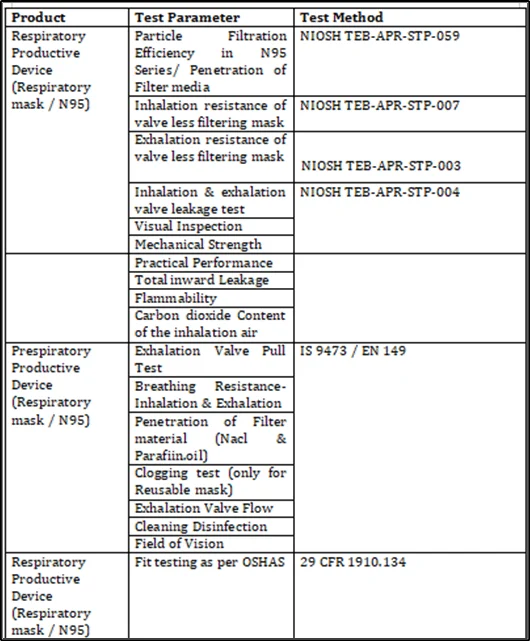 Product Test Parameter Test Method
Respiratory
Productive
Device
(Respiratory
mask / N95)
Particle Filtration
Efficiency in N95
Series/ Penetration of
Filter media
NIOSH TEB-APR-STP-059
Inhalation resistance of
valve less filtering mask
NIOSH TEB-APR-STP-007
Exhalation resistance of
valve less filtering mask
NIOSH TEB-APR-STP-003
Inhalation & exhalation
valve leakage test
NIOSH TEB-APR-STP-004
Visual Inspection
Mechanical Strength
Practical Performance
Total inward Leakage
Flammability
Carbon dioxide Content
of the inhalation air
Prespiratory
Productive
Device
(Respiratory
mask / N95)
Exhalation Valve Pull
Test
IS 9473 / EN 149
Breathing Resistance-
Inhalation & Exhalation
Penetration of Filter
material (Nacl &
Parafiin.oil)
Clogging test (only for
Reusable mask)
Exhalation Valve Flow
Cleaning Disinfection
Field of Vision
Respiratory
Productive
Device
(Respiratory
mask / N95)
Fit testing as per OSHAS
29 CFR 1910.134